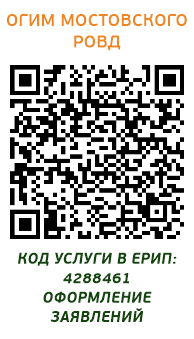 ОГИМ МОСТОВСКОГО
РОВД
КОД УСЛУГИ В ЕРИП:
4288461
ОФОРМЛЕНИЕ
ЗАЯВЛЕНИЙ